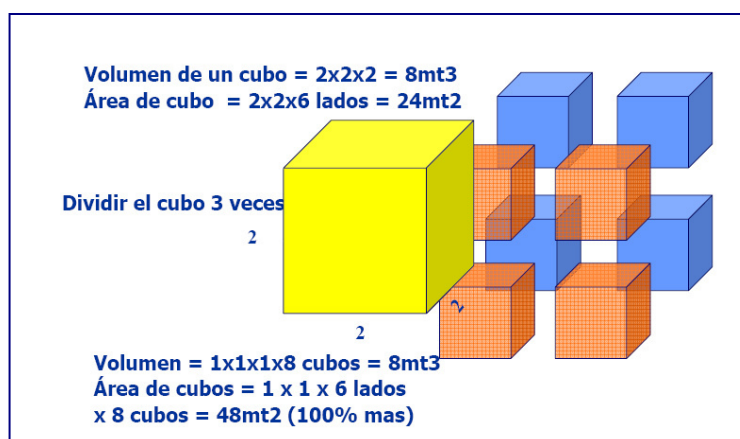 Volumen de un cubo = 2x2x2 = 8mt3
Área de cubo = 2x2x6 lados = 24mt2
Dividir el cubo 3 veces
2
2
2
Volumen = 1x1x1x8 cubos = 8mt3
Área de cubos = 1 x 1 x 6 lados
x 8 cubos = 48mt2 (100% mas)